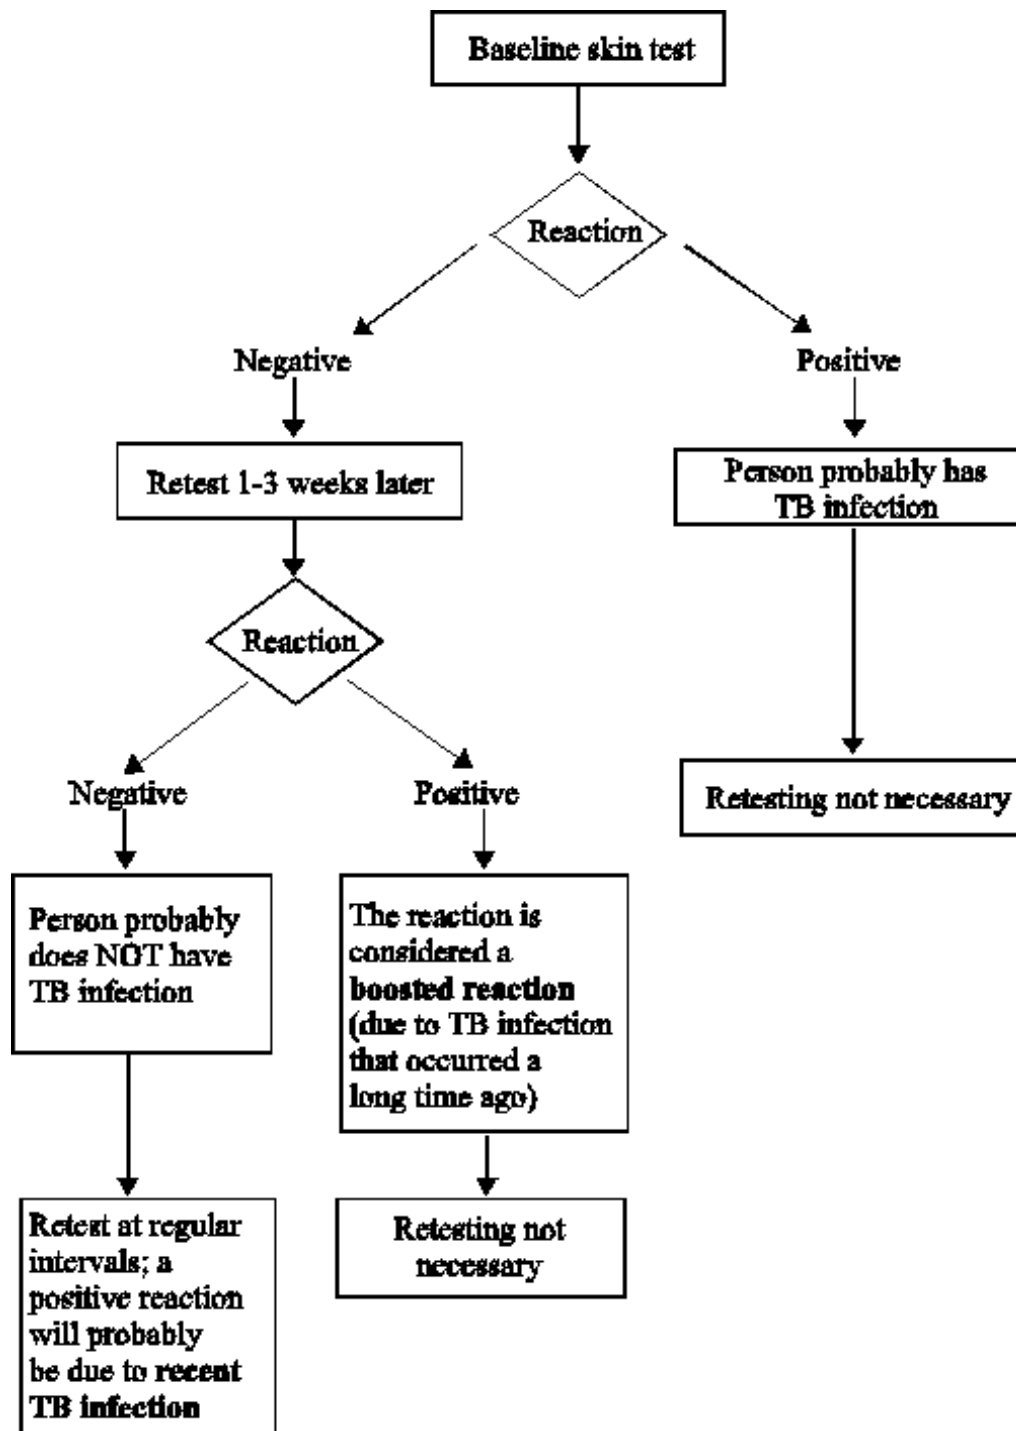 Baseline skin test
Reaction
Negative
Positive
Retest 1-3 weeks later
Person probably has
TB infection
Reaction
Negative
Positive
Retesting not necessary
Person probably
does NOT have
TB infection
The reaction is
considered a
boosted reaction
(due to TB infection
that occurred a
long time ago)
Retest at regular
intervals; a
positive reaction
will probably
be due to recent
TB infection
Retesting not
necessary